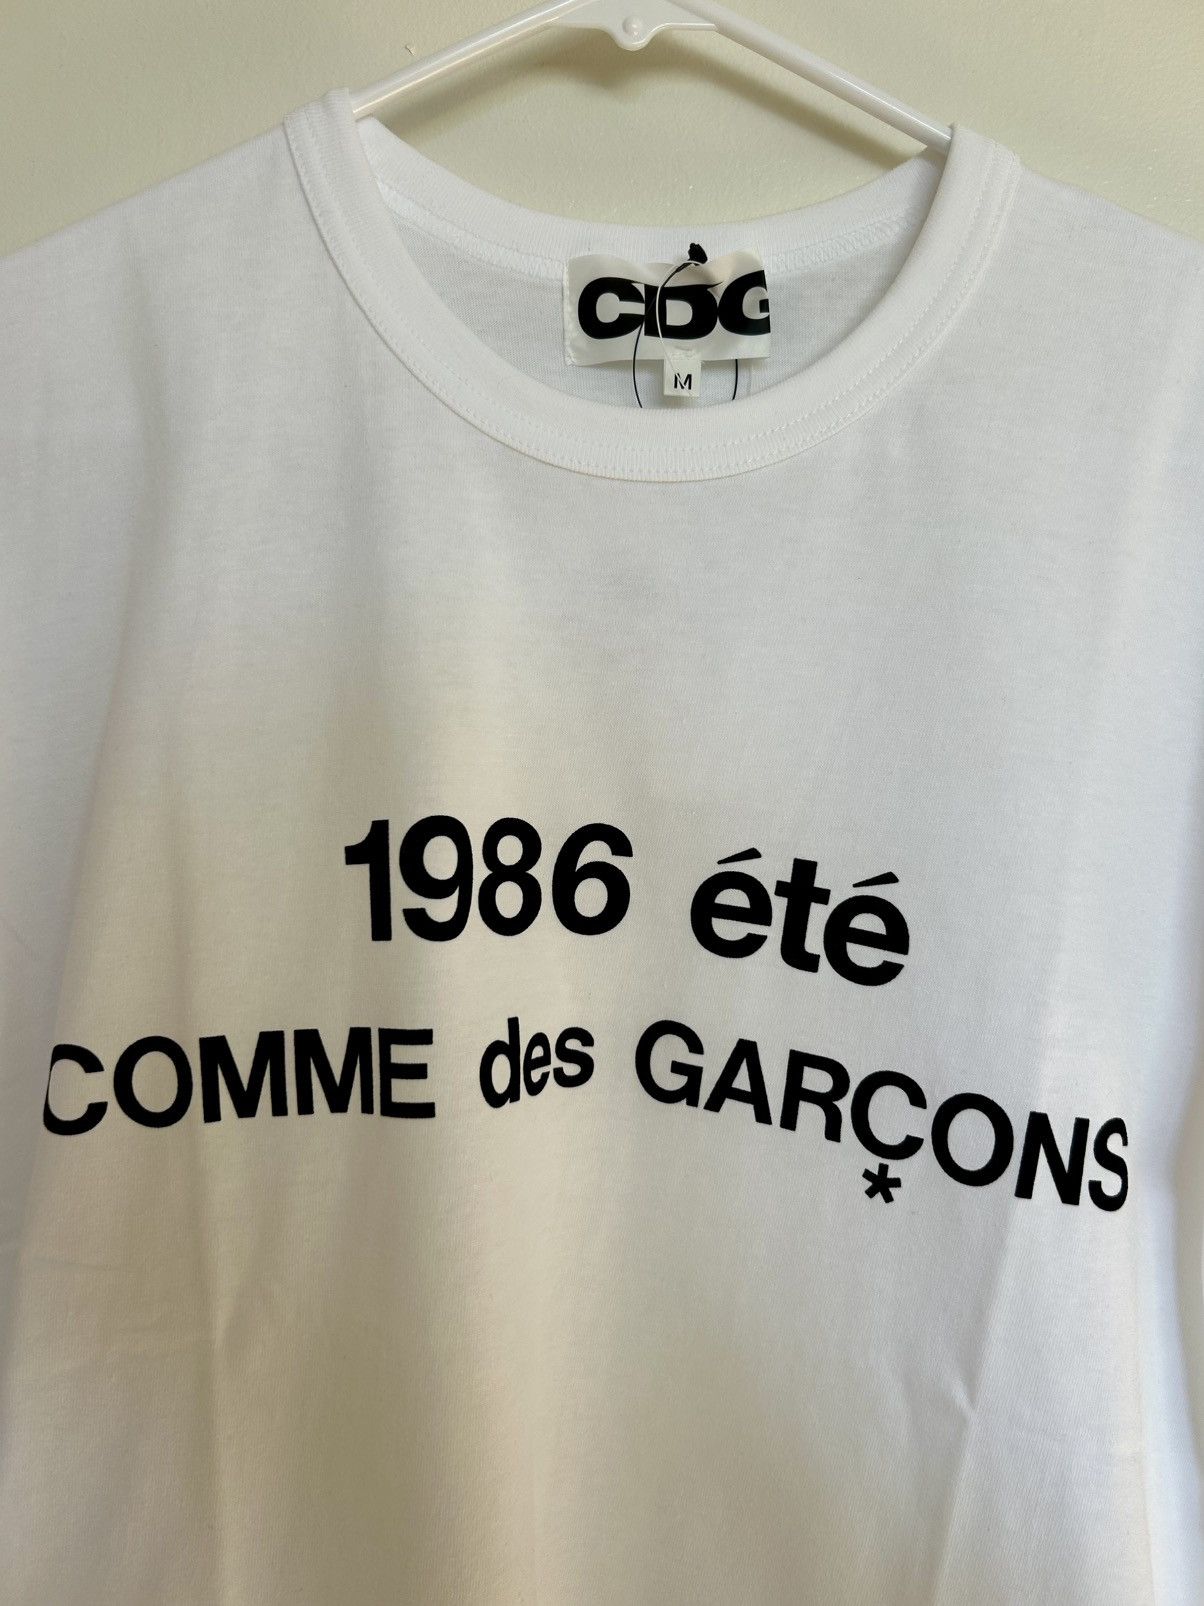 CDG
M
1986 été
COMME des GARÇONS
*